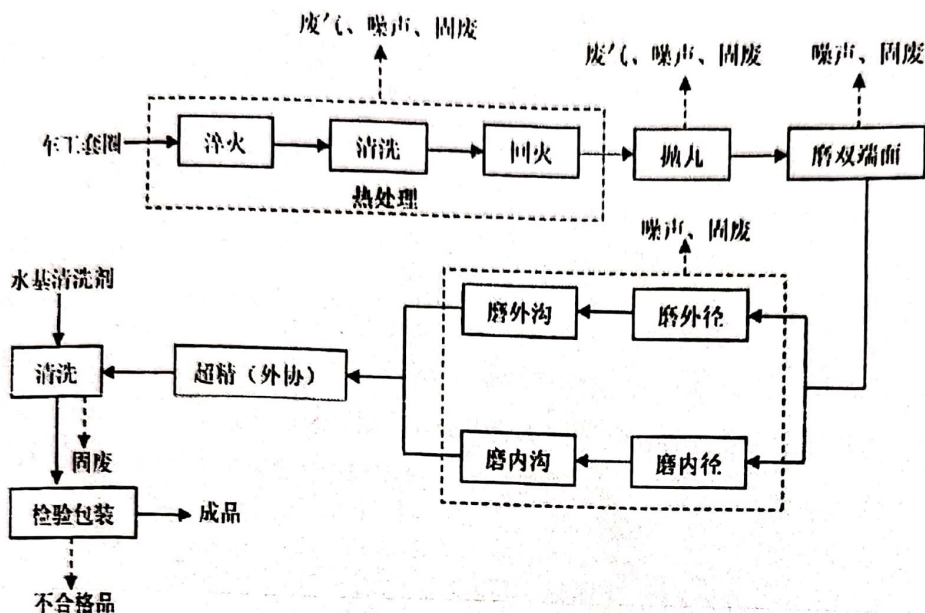 废气、噪声、固废
废气、噪声、固废
噪声、固废
车工套圈
淬火
清洗
回火
抛丸
磨双端面
热处理
噪声、固废
水基清洗剂
磨外沟
磨外径
清洗
超精（外协）
磨内沟
磨内径
固废
检验包装
成品
不合格品